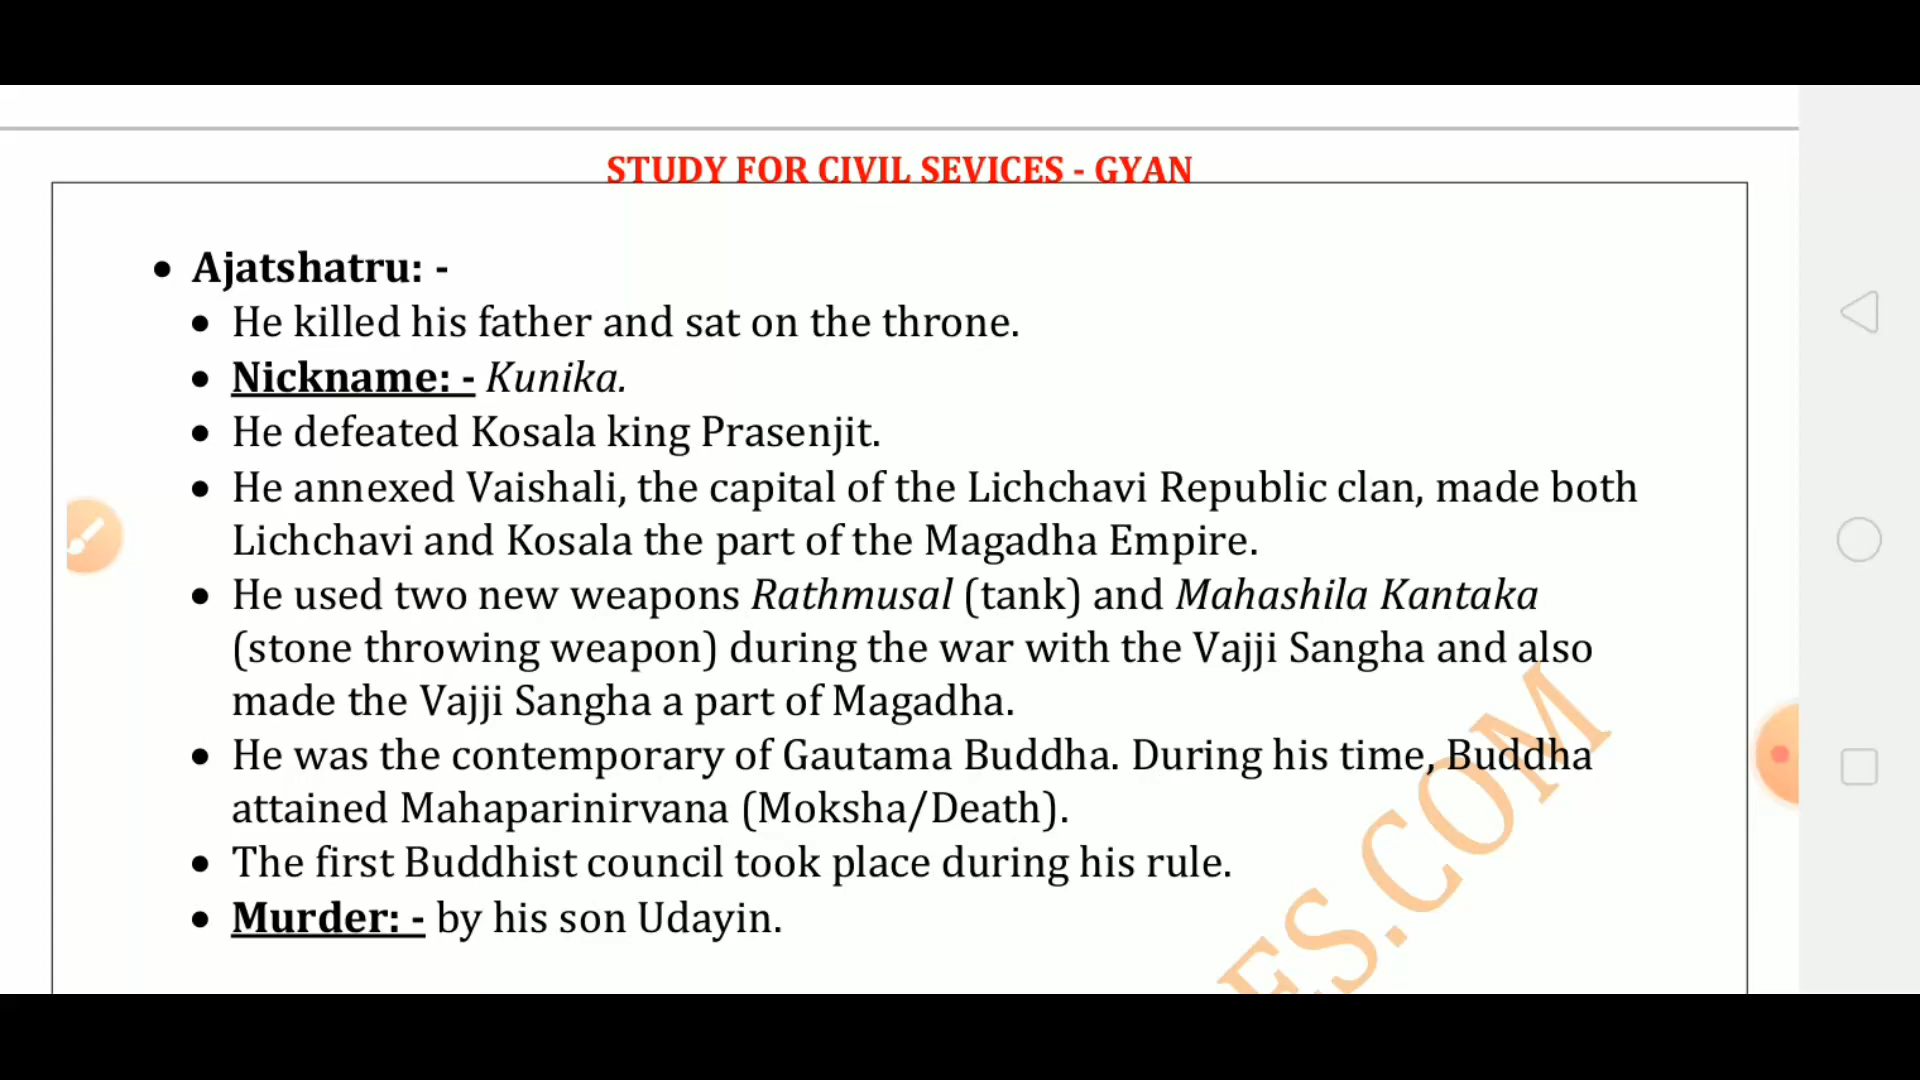 STUDY FOR CIVIL SEVICES - GYAN
• Ajatshatru: -
• He killed his father and sat on the throne.
• Nickname: - Kunika.
• He defeated Kosala king Prasenjit.
• He annexed Vaishali, the capital of the Lichchavi Republic clan, made both
Lichchavi and Kosala the part of the Magadha Empire.
• He used two new weapons Rathmusal (tank) and Mahashila Kantaka
(stone throwing weapon) during the war with the Vajji Sangha and also
made the Vajji Sangha a part of Magadha.
• He was the contemporary of Gautama Buddha. During his time, Buddha
attained Mahaparinirvana (Moksha/Death).
• The first Buddhist council took place during his rule.
• Murder: - by his son Udayin.
ES.COM